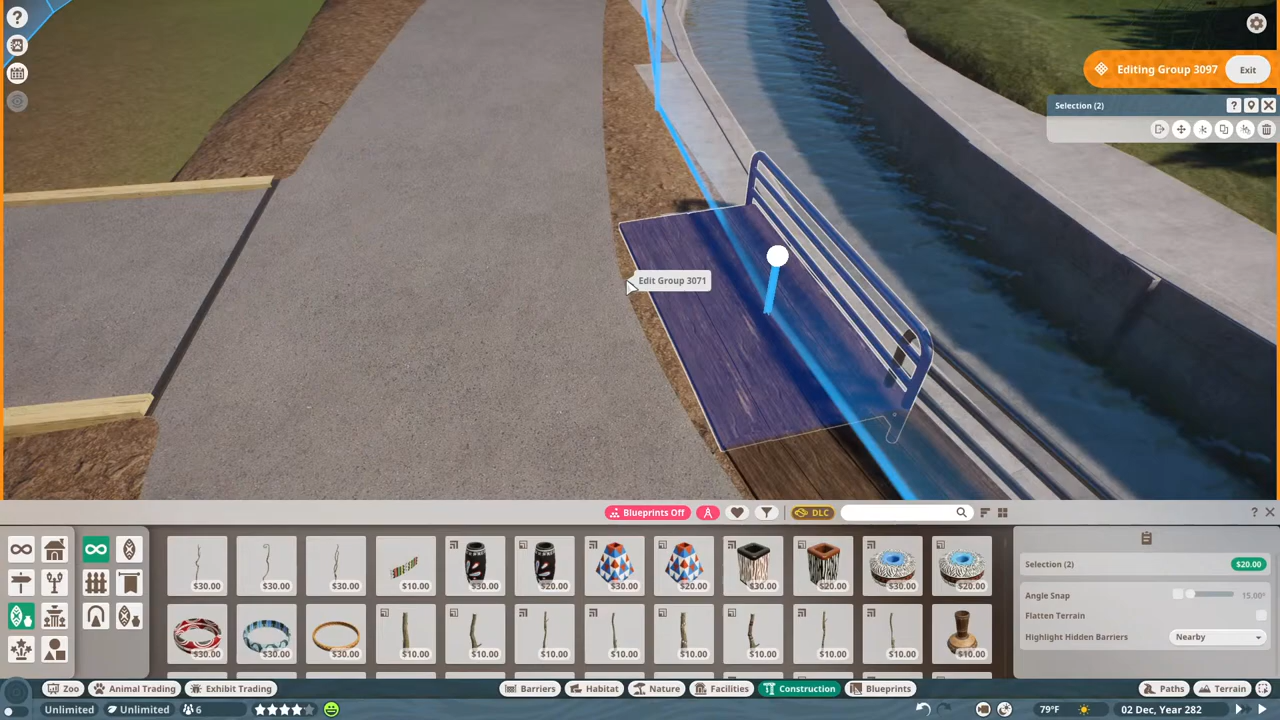 ?
Editing Group 3097
Exit
Selection (2)
?
Edit Group 3071
Blueprints Off
DLC
?
$30.00
$30.00
$30.00
$10.00
$30.00
$20.00
$30.00
$20.00
$30.00
$20.00
$30.00
$20.00
Selection (2)
$20.00
Angle Snap
15.00°
Flatten Terrain
Highlight Hidden Barriers
Nearby
$30.00
$30.00
$30.00
$10.00
$10.00
$10.00
$10.00
$10.00
$10.00
$10.00
$10.00
$10.00
Zoo
Animal Trading
Exhibit Trading
Barriers
Habitat
Nature
Facilities
Construction
Blueprints
Paths
Terrain
Unlimited
Unlimited
6
79°F
02 Dec, Year 282